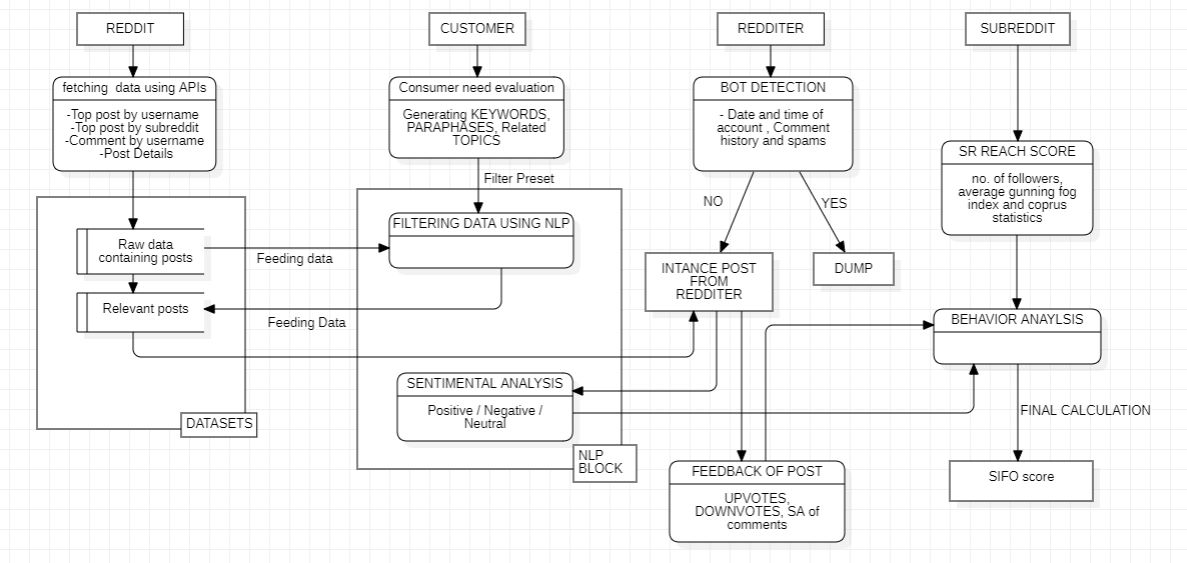 REDDIT
CUSTOMER
REDDITER
SUBREDDIT
fetching data using APIs
-Top post by username
-Top post by subreddit
-Comment by username
-Post Details
Consumer need evaluation
Generating KEYWORDS,
PARAPHASES, Related
TOPICS
BOT DETECTION
- Date and time of
account , Comment
history and spams
SR REACH SCORE
no. of followers,
average gunning fog
index and coprus
statistics
Filter Preset
NO
YES
Raw data
containing posts
Feeding data
FILTERING DATA USING NLP
INTANCE POST
FROM
REDDITER
DUMP
Relevant posts
Feeding Data
BEHAVIOR ANAYLSIS
SENTIMENTAL ANALYSIS
Positive / Negative /
Neutral
FINAL CALCULATION
DATASETS
NLP
BLOCK
FEEDBACK OF POST
UPVOTES,
DOWNVOTES, SA of
comments
SIFO score